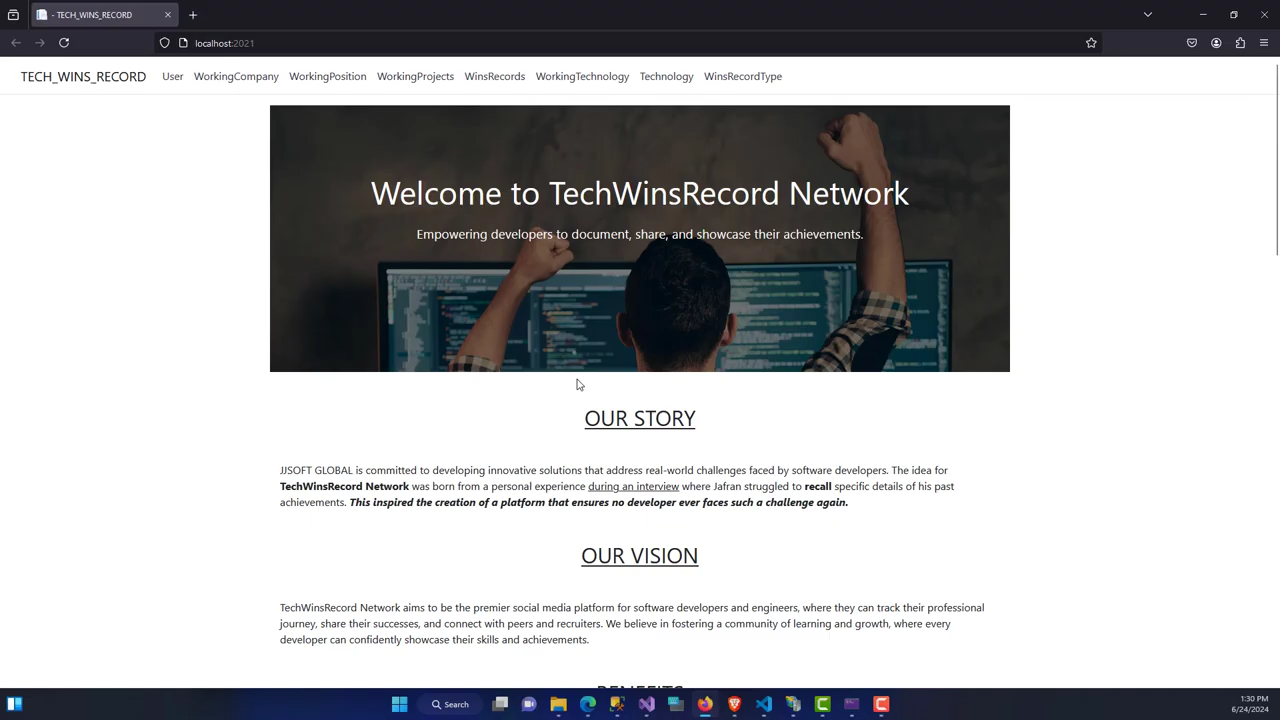 - TECH_WINS_RECORD
localhost:2021
TECH_WINS_RECORD User WorkingCompany WorkingPosition WorkingProjects WinsRecords WorkingTechnology Technology WinsRecordType
Welcome to TechWinsRecord Network
Empowering developers to document, share, and showcase their achievements.
OUR STORY
JJSOFT GLOBAL is committed to developing innovative solutions that address real-world challenges faced by software developers. The idea for
TechWinsRecord Network was born from a personal experience during an interview where Jafran struggled to recall specific details of his past
achievements. This inspired the creation of a platform that ensures no developer ever faces such a challenge again.
OUR VISION
TechWinsRecord Network aims to be the premier social media platform for software developers and engineers, where they can track their professional
journey, share their successes, and connect with peers and recruiters. We believe in fostering a community of learning and growth, where every
developer can confidently showcase their skills and achievements.
BENEFITS
Search
1:30 PM
6/24/2024